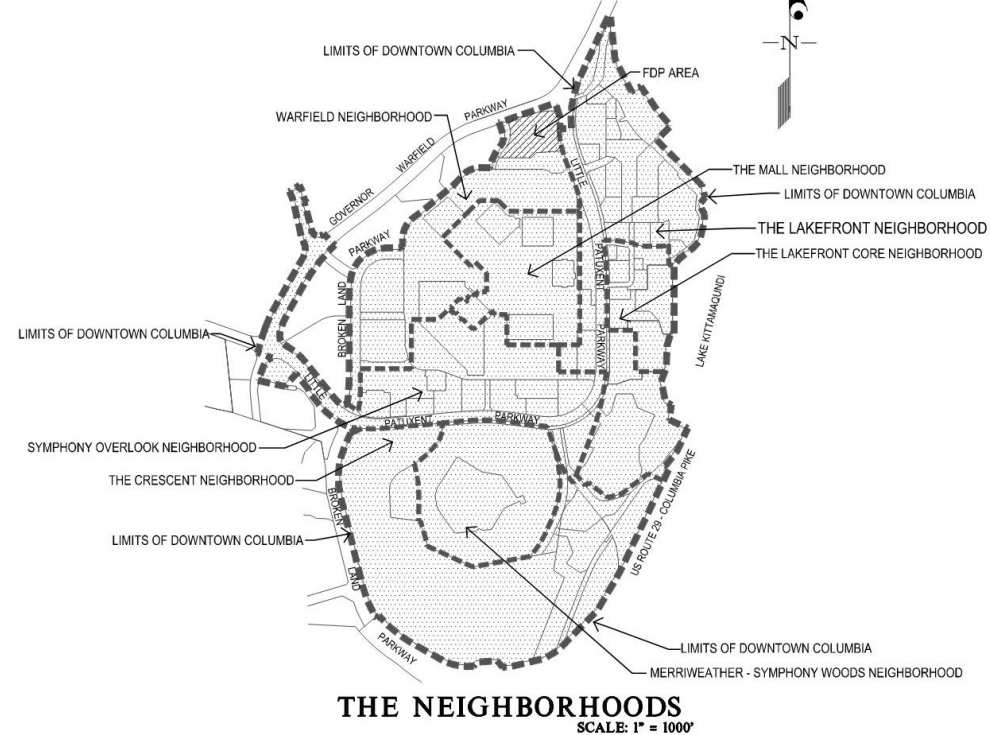 LIMITS OF DOWNTOWN COLUMBIA
N
FDP AREA
WARFIELD NEIGHBORHOOD
PARKWAY
WARFIELD
GOVERNOR
LITTLE
THE MALL NEIGHBORHOOD
LIMITS OF DOWNTOWN COLUMBIA
THE LAKEFRONT NEIGHBORHOOD
THE LAKEFRONT CORE NEIGHBORHOOD
PARKWAY
PATUXENT
LAND
BROKEN
PARKWAY
LAKE KITTAMAQUNDI
LIMITS OF DOWNTOWN COLUMBIA
LITTLE
PATUXENT
PARKWAY
SYMPHONY OVERLOOK NEIGHBORHOOD
THE CRESCENT NEIGHBORHOOD
BROKEN
LIMITS OF DOWNTOWN COLUMBIA
LAND
PARKWAY
US ROUTE 29 - COLUMBIA PIKE
LIMITS OF DOWNTOWN COLUMBIA
MERRIWEATHER - SYMPHONY WOODS NEIGHBORHOOD
THE NEIGHBORHOODS
SCALE: 1" = 1000'